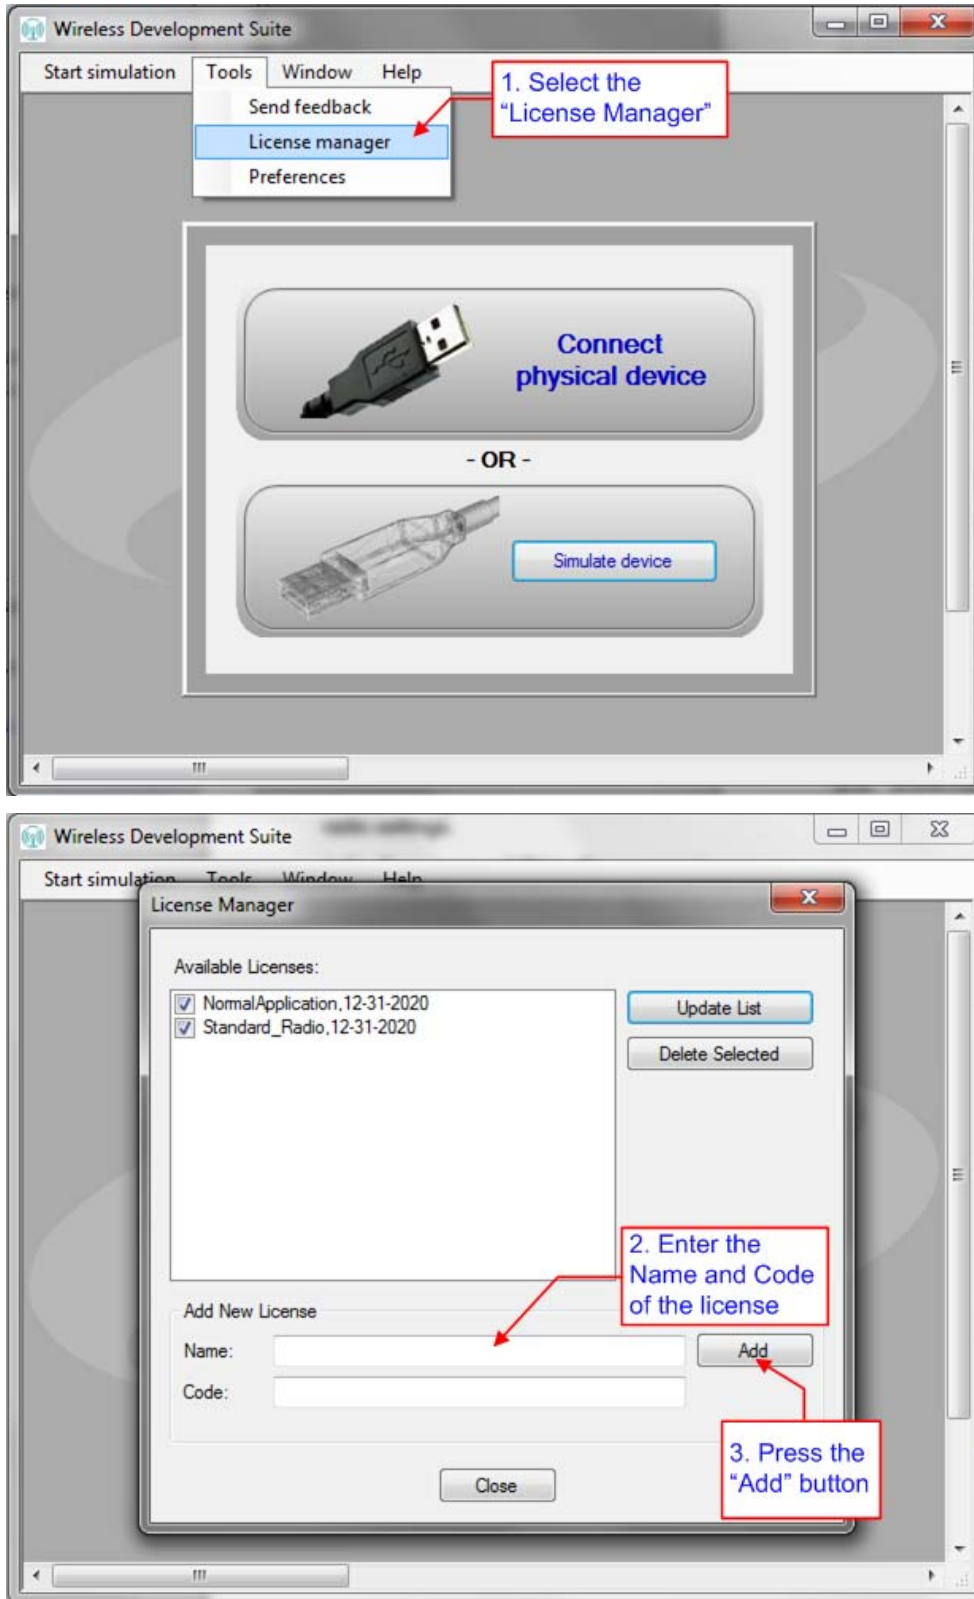 Wireless Development Suite
Start simulation Tools Window Help
1. Select the
“License Manager”
Send feedback
License manager
Preferences
Connect
physical device
- OR -
Simulate device
Wireless Development Suite
Start simulation Tools Window Help
License Manager
Available Licenses:
NormalApplication,12-31-2020
Standard_Radio,12-31-2020
Update List
Delete Selected
2. Enter the
Name and Code
of the license
Add New License
Name:
Add
Code:
3. Press the
“Add” button
Close